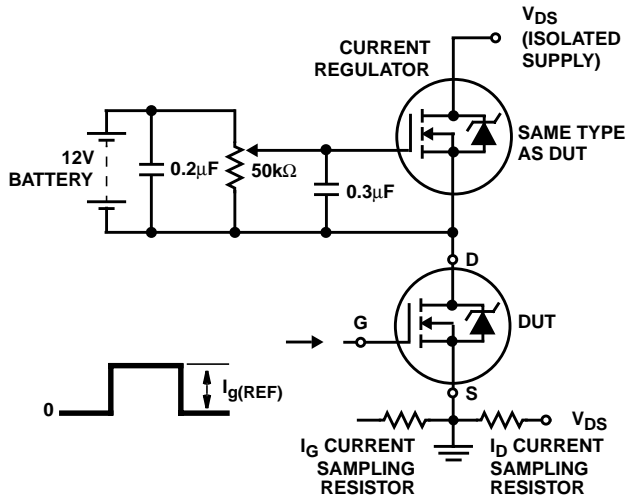 V_DS
(ISOLATED
SUPPLY)
CURRENT
REGULATOR
SAME TYPE
AS DUT
12V
BATTERY
0.2μF
50kΩ
0.3μF
D
G
DUT
S
0
I_g(REF)
V_DS
I_G CURRENT
SAMPLING
RESISTOR
I_D CURRENT
SAMPLING
RESISTOR